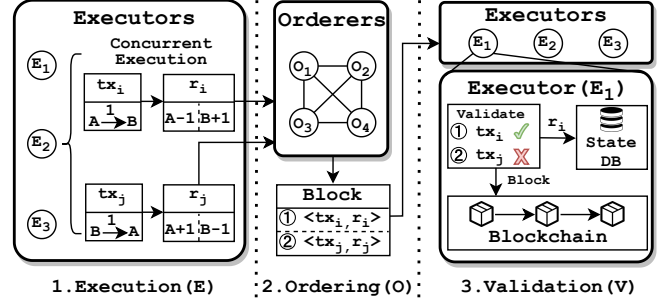 Executors
Concurrent
Execution
E1
E2
E3
txi
1
A B
ri
A-1 B+1
txj
1
B A
rj
A+1 B-1
1.Execution(E)
Orderers
O1 O2
O3 O4
Block
① <txi,ri>
② <txj,rj>
2.Ordering(O)
Executors
E1 E2 E3
Executor(E1)
Validate
① txi ✓
② txj X
ri
State
DB
Block
Blockchain
3.Validation(V)